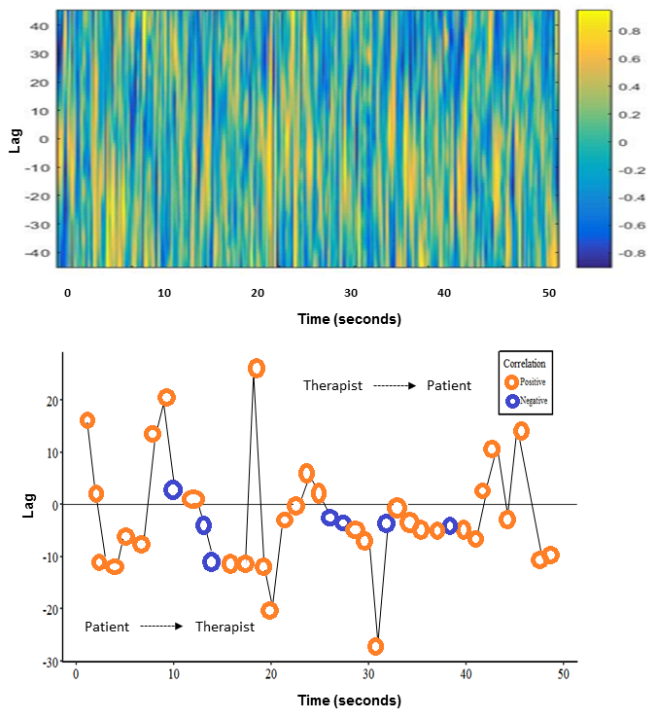 40
30
20
10
0
-10
-20
-30
-40
Lag
0 10 20 30 40 50
Time (seconds)
0.8
0.6
0.4
0.2
0
-0.2
-0.4
-0.6
-0.8
Correlation
Positive
Negative
Therapist Patient
20
10
0
-10
-20
-30
Lag
Patient Therapist
0 10 20 30 40 50
Time (seconds)